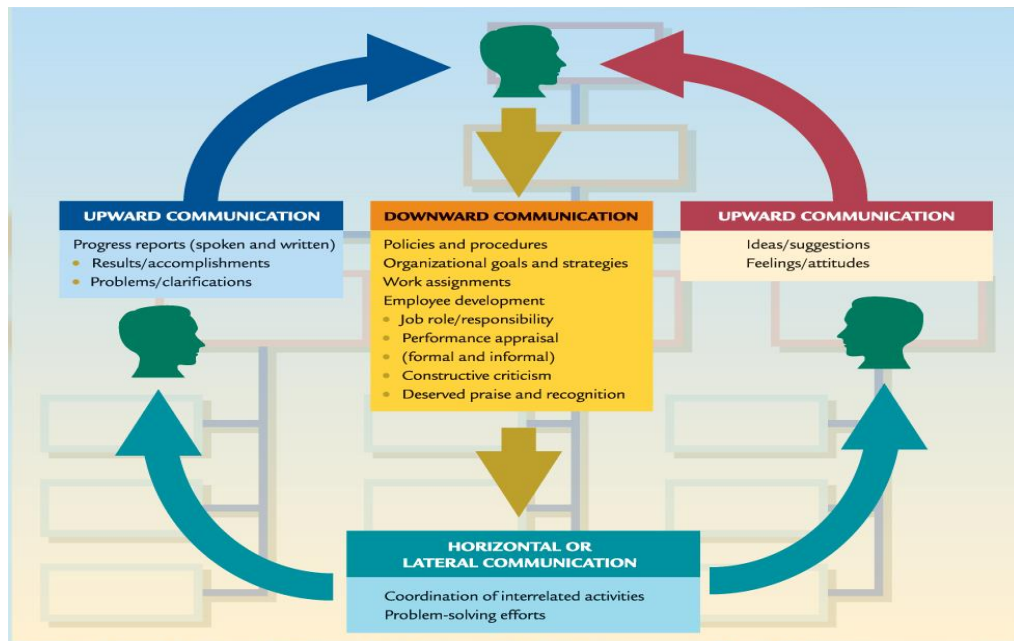 UPWARD COMMUNICATION
Progress reports (spoken and written)
• Results/accomplishments
• Problems/clarifications
DOWNWARD COMMUNICATION
Policies and procedures
Organizational goals and strategies
Work assignments
Employee development
• Job role/responsibility
• Performance appraisal
• (formal and informal)
• Constructive criticism
• Deserved praise and recognition
UPWARD COMMUNICATION
Ideas/suggestions
Feelings/attitudes
HORIZONTAL OR
LATERAL COMMUNICATION
Coordination of interrelated activities
Problem-solving efforts